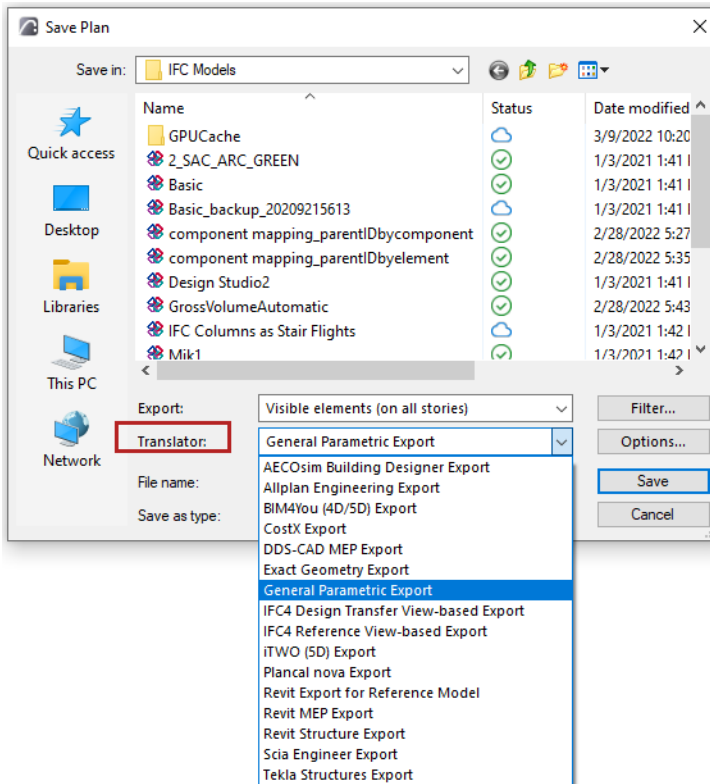 Save Plan
Save in: IFC Models
Name Status Date modified
Quick access
Desktop
Libraries
This PC
Network
GPUCache 3/9/2022 10:20
2_SAC_ARC_GREEN 1/3/2021 1:41
Basic 1/3/2021 1:41
Basic_backup_20209215613 1/3/2021 1:41
component mapping_parentIDbycomponent 2/28/2022 5:27
component mapping_parentIDbyelement 2/28/2022 5:35
Design Studio2 1/3/2021 1:41
GrossVolumeAutomatic 2/28/2022 5:43
IFC Columns as Stair Flights 1/3/2021 1:42
Mik1 1/3/2021 1:42
Export: Visible elements (on all stories) Filter...
Translator: General Parametric Export Options...
File name: Save
Save as type: Cancel
AECOsim Building Designer Export
Allplan Engineering Export
BIM4You (4D/5D) Export
CostX Export
DDS-CAD MEP Export
Exact Geometry Export
General Parametric Export
IFC4 Design Transfer View-based Export
IFC4 Reference View-based Export
iTWO (5D) Export
Plancal nova Export
Revit Export for Reference Model
Revit MEP Export
Revit Structure Export
Scia Engineer Export
Tekla Structures Export